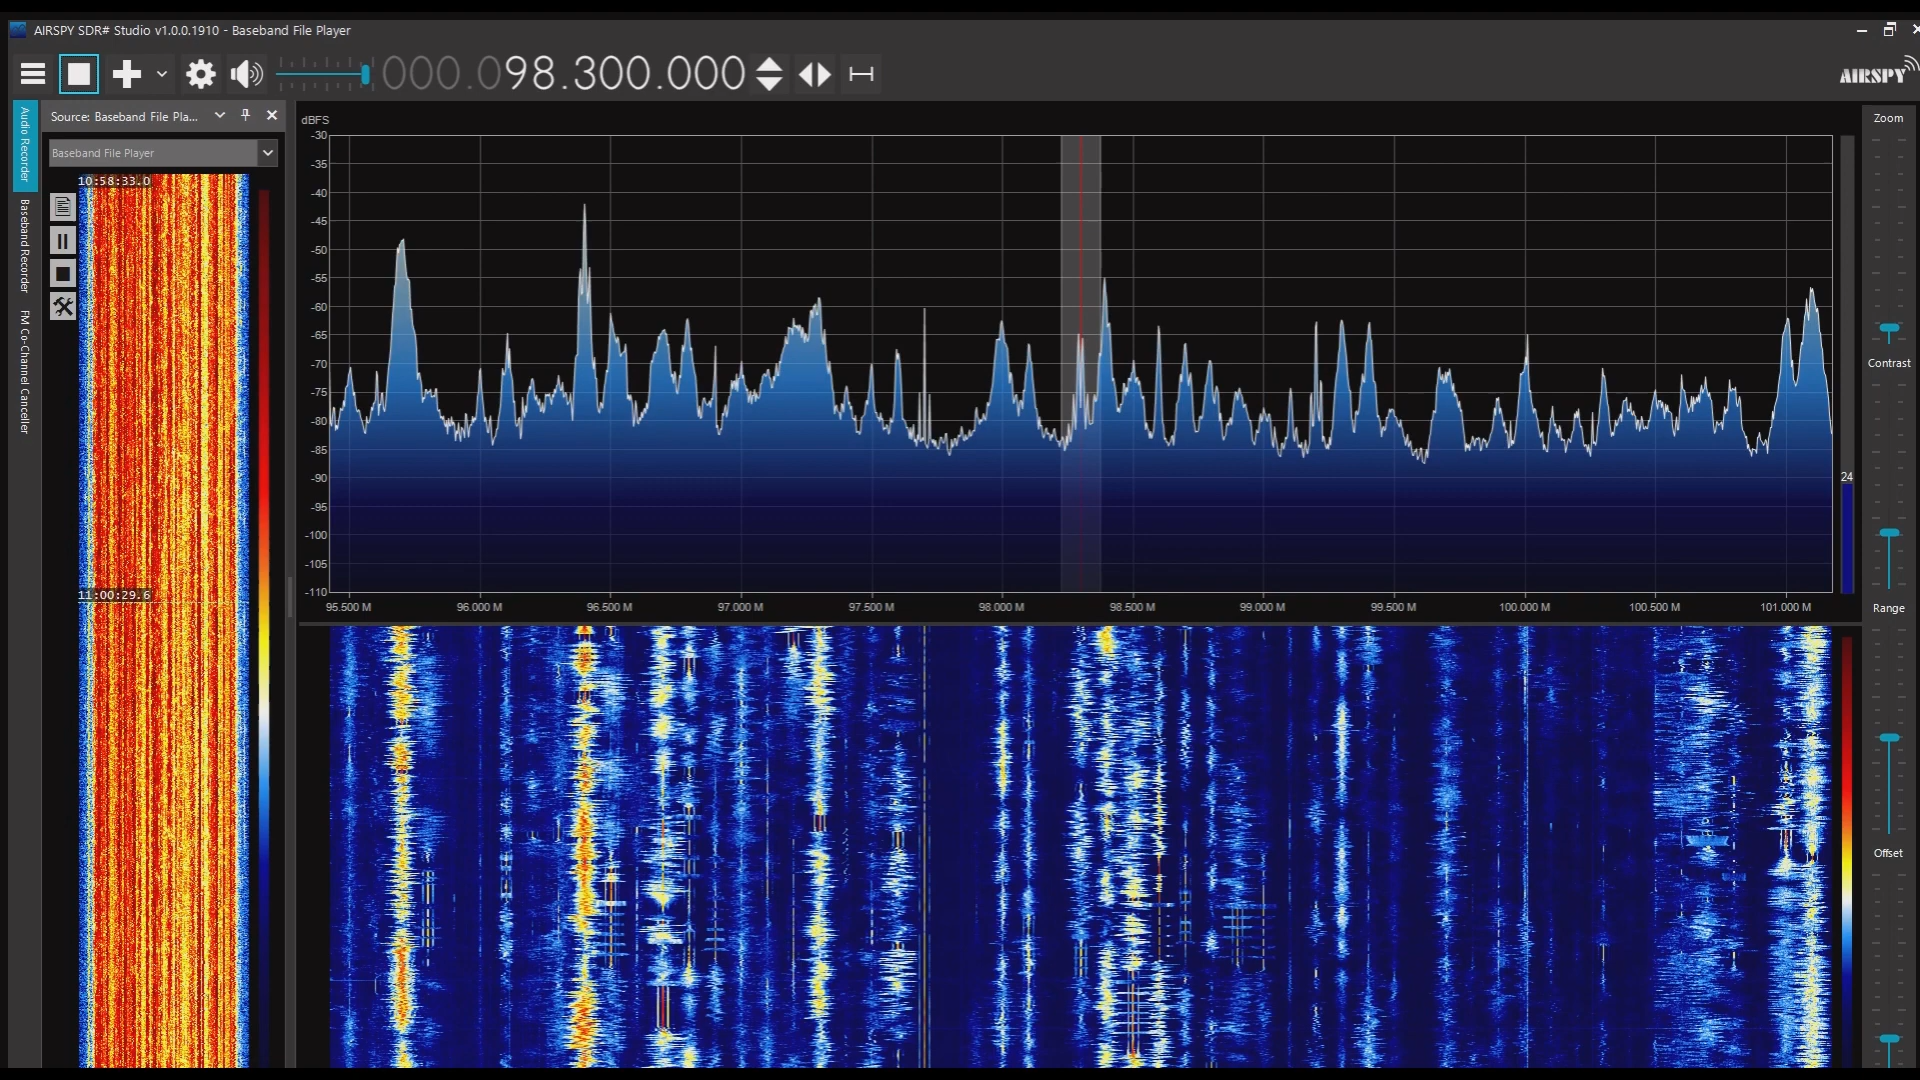 AIRSPY SDR# Studio v1.0.0.1910 - Baseband File Player
000.098.300.000
AIRSPY
Audio Recorder
Baseband Recorder
FM Co-Channel Canceller
Source: Baseband File Pla...
Baseband File Player
10:58:33.0
11:00:29.6
dBFS
-30
-35
-40
-45
-50
-55
-60
-65
-70
-75
-80
-85
-90
-95
-100
-105
-110
95.500 M 96.000 M 96.500 M 97.000 M 97.500 M 98.000 M 98.500 M 99.000 M 99.500 M 100.000 M 100.500 M 101.000 M
24
Zoom
Contrast
Range
Offset